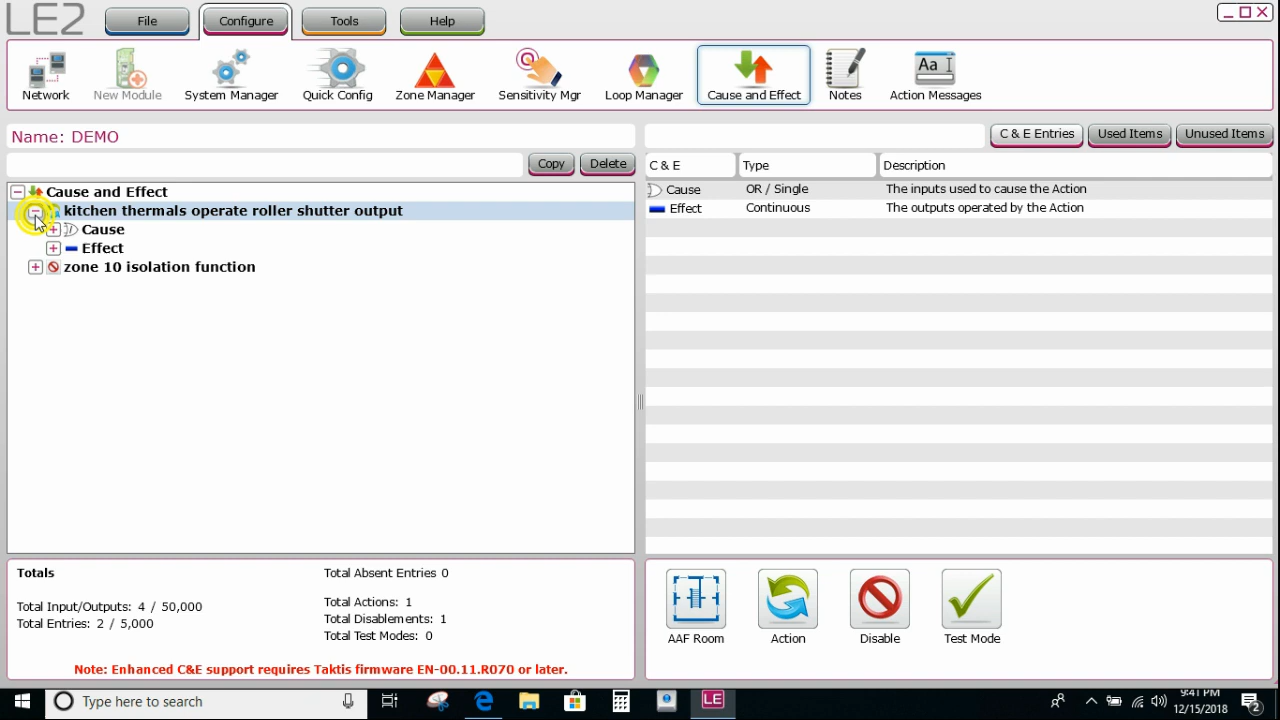 LE2
File
Configure
Tools
Help
Network
New Module
System Manager
Quick Config
Zone Manager
Sensitivity Mgr
Loop Manager
Cause and Effect
Notes
Aa
Action Messages
Name: DEMO
C & E Entries
Used Items
Unused Items
Copy
Delete
C & E Type Description
Cause and Effect
kitchen thermals operate roller shutter output
Cause
Effect
zone 10 isolation function
Cause OR / Single The inputs used to cause the Action
Effect Continuous The outputs operated by the Action
Totals
Total Absent Entries 0
Total Input/Outputs: 4 / 50,000
Total Entries: 2 / 5,000
Total Actions: 1
Total Disablements: 1
Total Test Modes: 0
Note: Enhanced C&E support requires Taktis firmware EN-00.11.R070 or later.
AAF Room
Action
Disable
Test Mode
Type here to search
LE
9:41 PM
12/15/2018
2